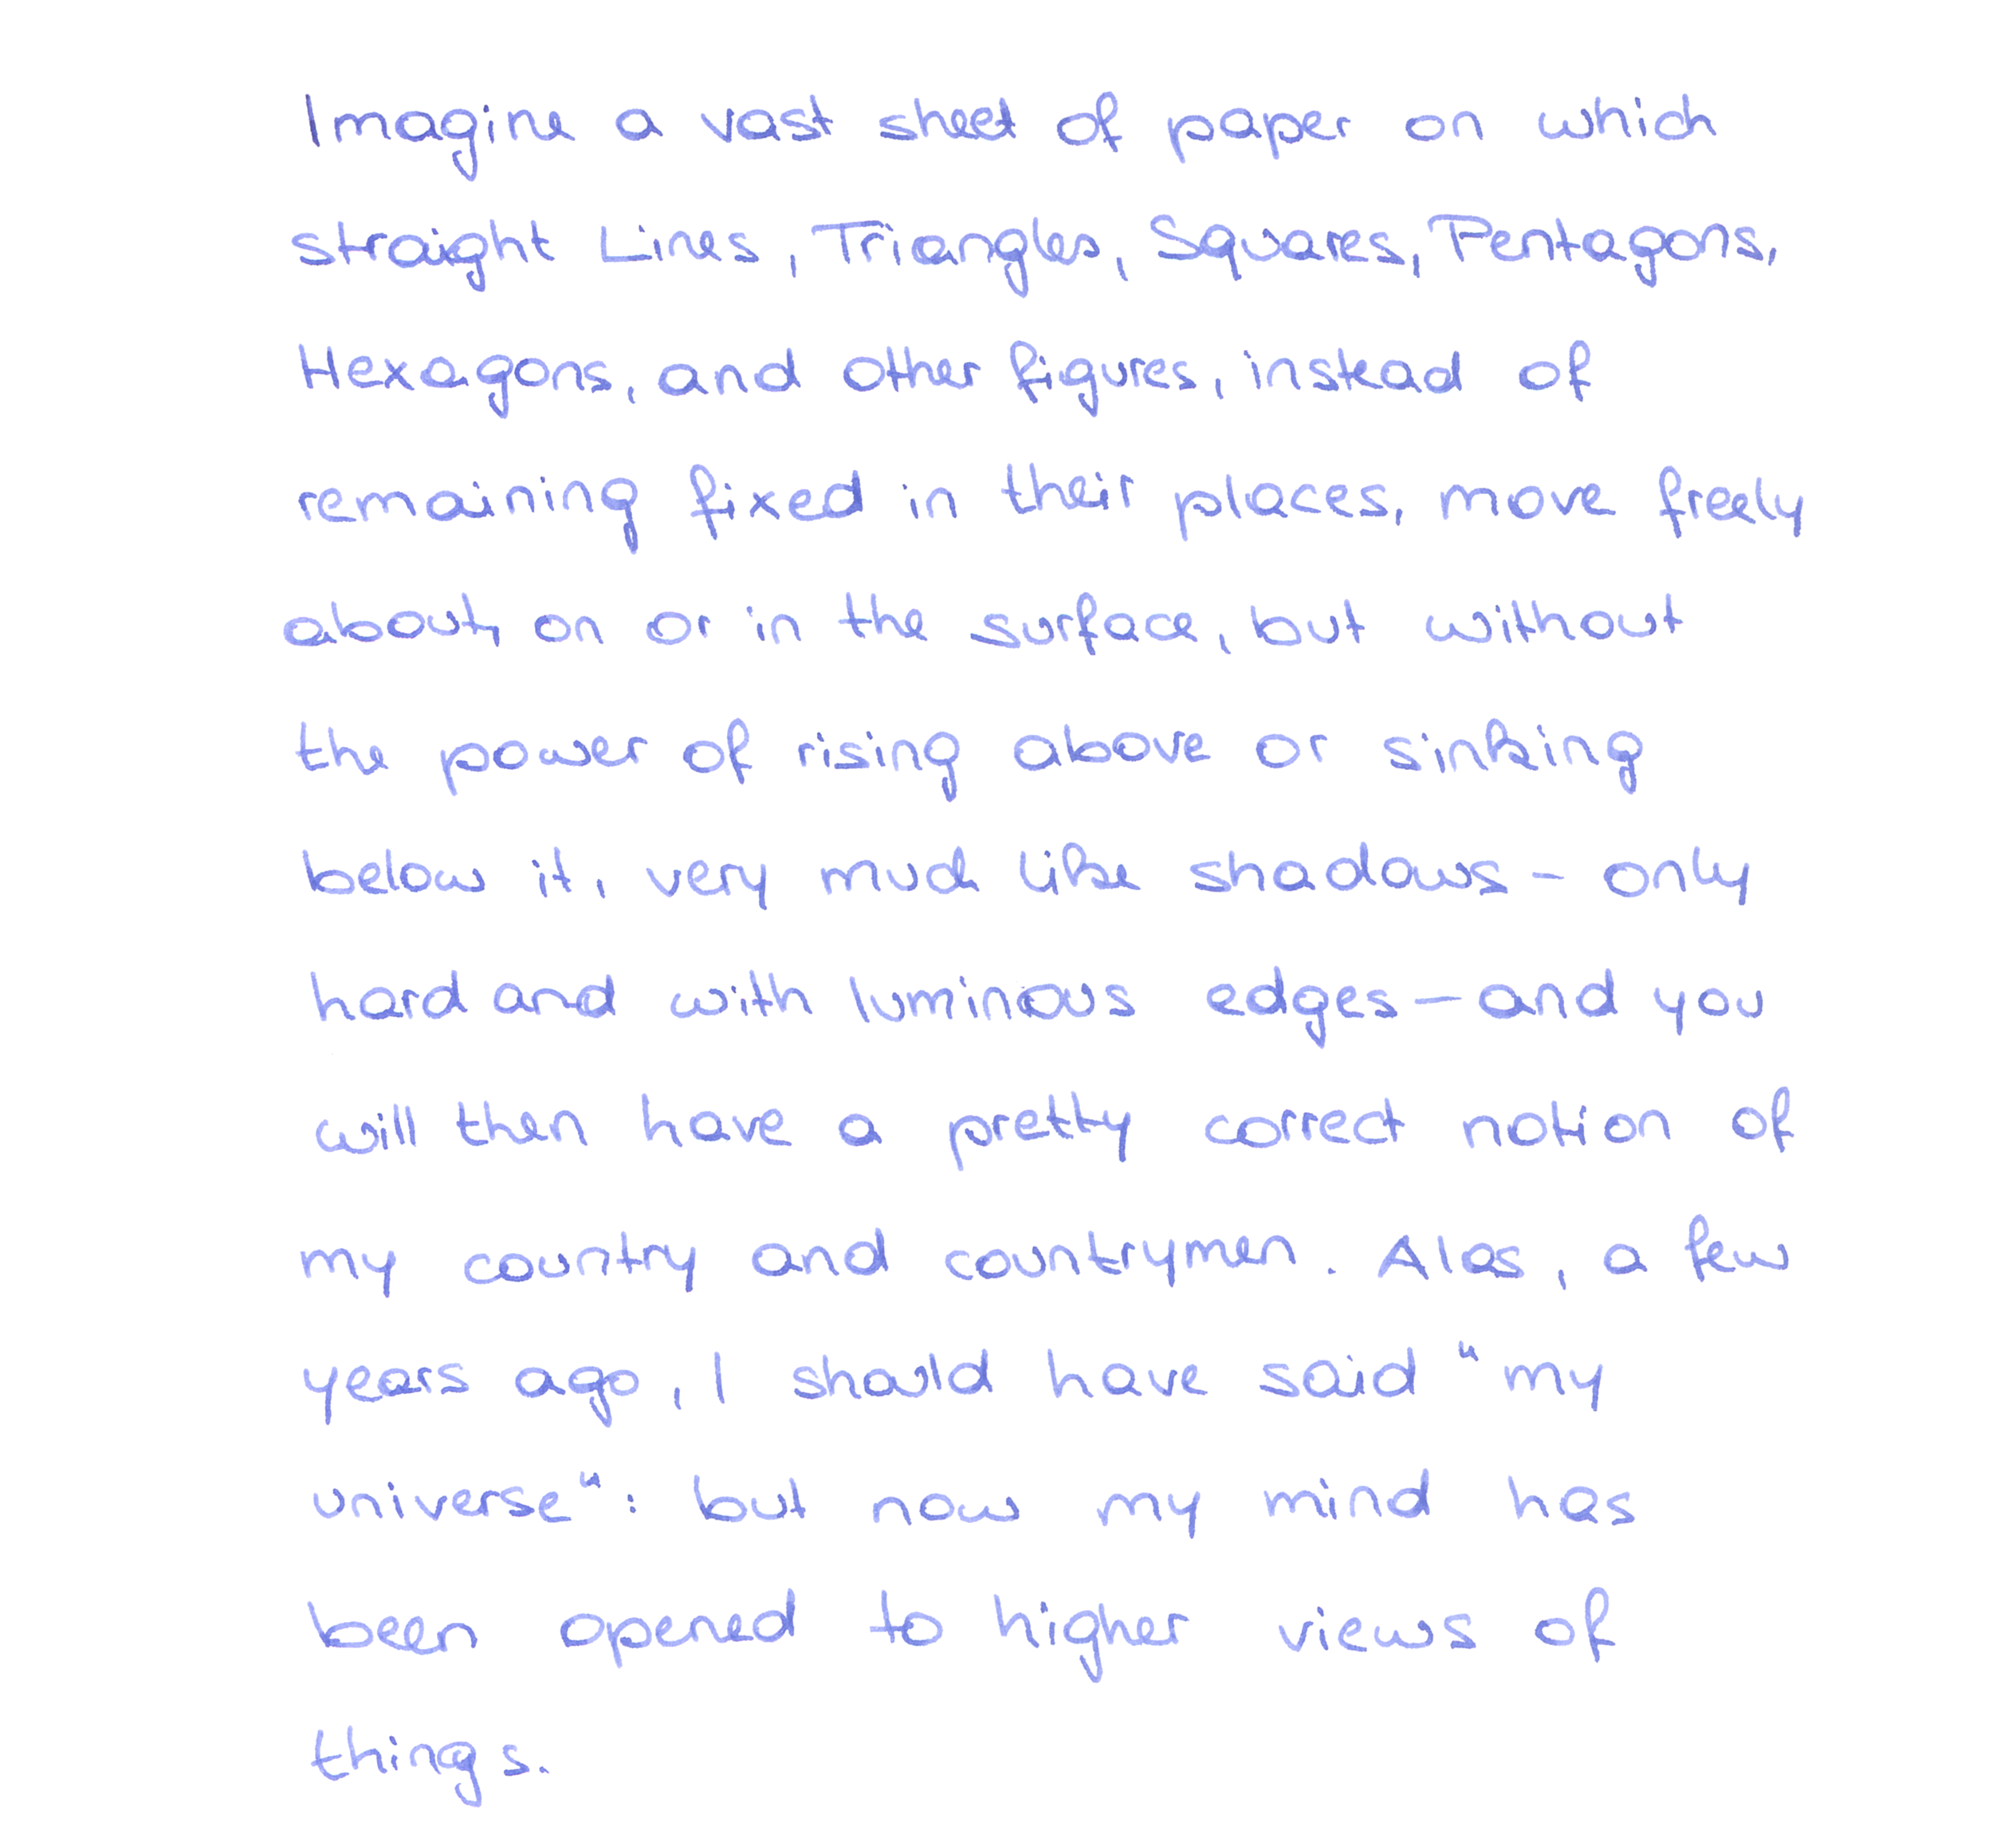 Imagine a vast sheet of paper on which
straight Lines, Triangles, Squares, Pentagons,
Hexagons, and other figures, instead of
remaining fixed in their places, move freely
about, on or in the surface, but without
the power of rising above or sinking
below it, very much like shadows - only
hard and with luminous edges — and you
will then have a pretty correct notion of
my country and countrymen. Alas, a few
years ago, I should have said "my
universe": but now my mind has
been opened to higher views of
things.